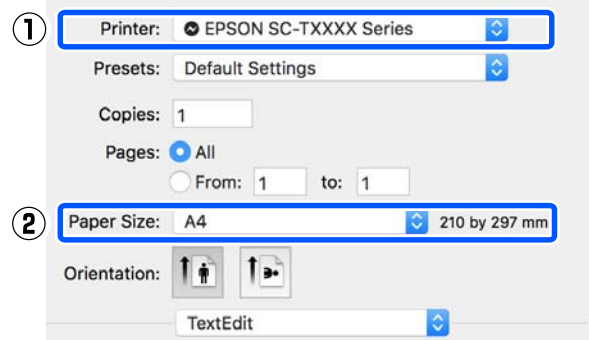 ① Printer: EPSON SC-TXXXX Series
Presets: Default Settings
Copies: 1
Pages: All
From: 1 to: 1
② Paper Size: A4 210 by 297 mm
Orientation:
TextEdit